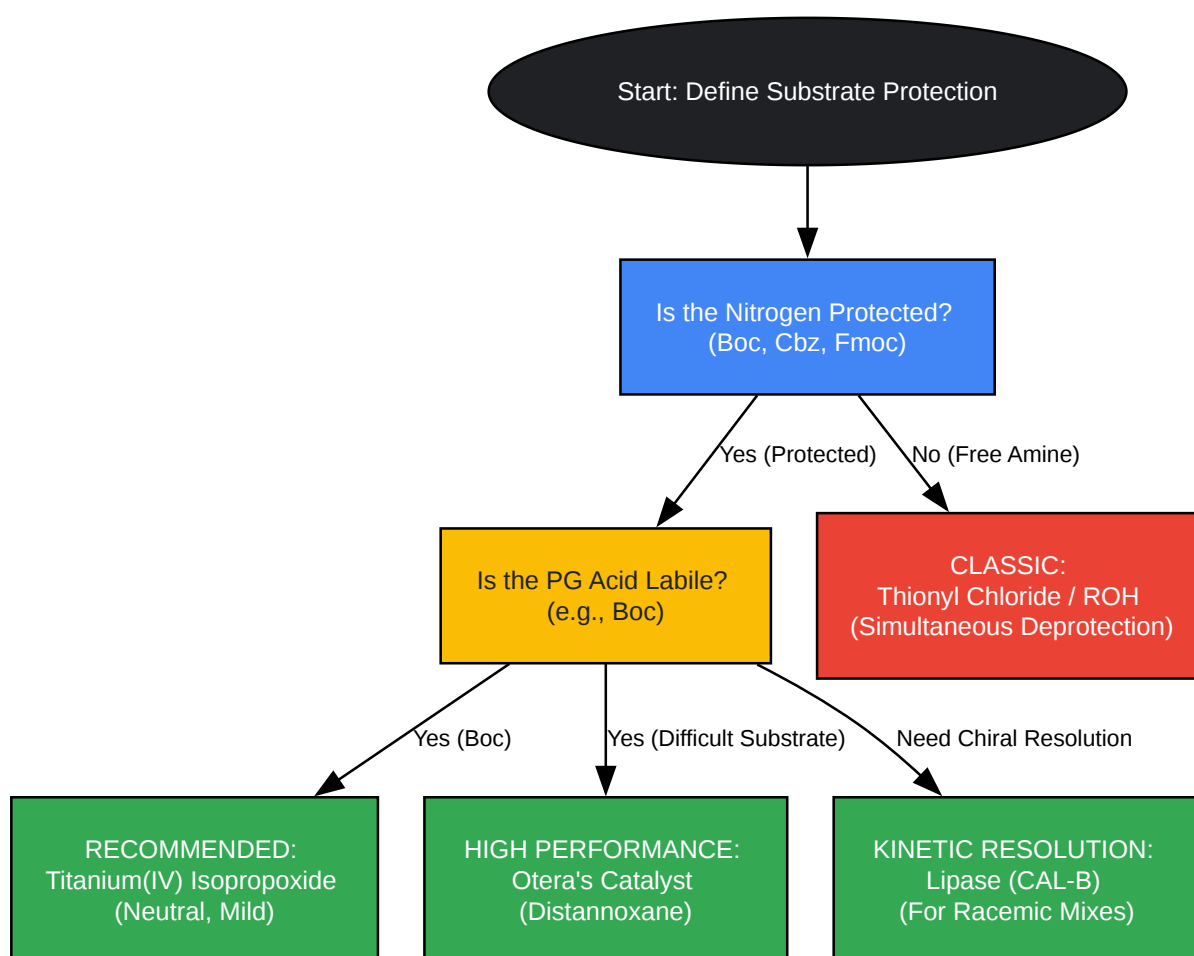 Start: Define Substrate Protection
Is the Nitrogen Protected?
(Boc, Cbz, Fmoc)
Yes (Protected)
No (Free Amine)
Is the PG Acid Labile?
(e.g., Boc)
CLASSIC:
Thionyl Chloride / ROH
(Simultaneous Deprotection)
Yes (Boc)
Yes (Difficult Substrate)
Need Chiral Resolution
RECOMMENDED:
Titanium(IV) Isopropoxide
(Neutral, Mild)
HIGH PERFORMANCE:
Otera's Catalyst
(Distannoxane)
KINETIC RESOLUTION:
Lipase (CAL-B)
(For Racemic Mixes)